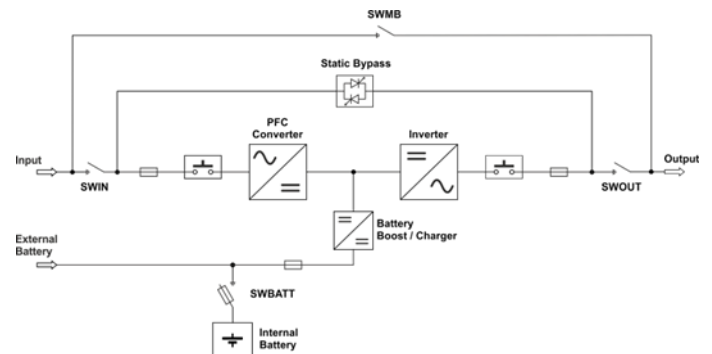 SWMB
Static Bypass
PFC
Converter
Inverter
Input
Output
SWIN
SWOUT
Battery
Boost / Charger
External
Battery
SWBATT
Internal
Battery